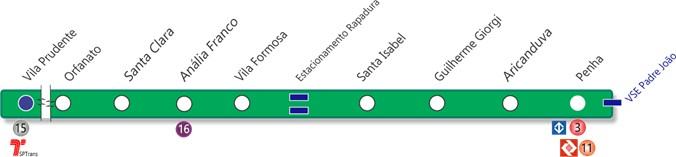 Vila Prudente
Orfanato
Santa Clara
Anália Franco
Vila Formosa
Estacionamento Rapadura
Santa Isabel
Guilherme Giorgi
Aricanduva
Penha
VSE Padre João
15
SPTrans
16
3
11